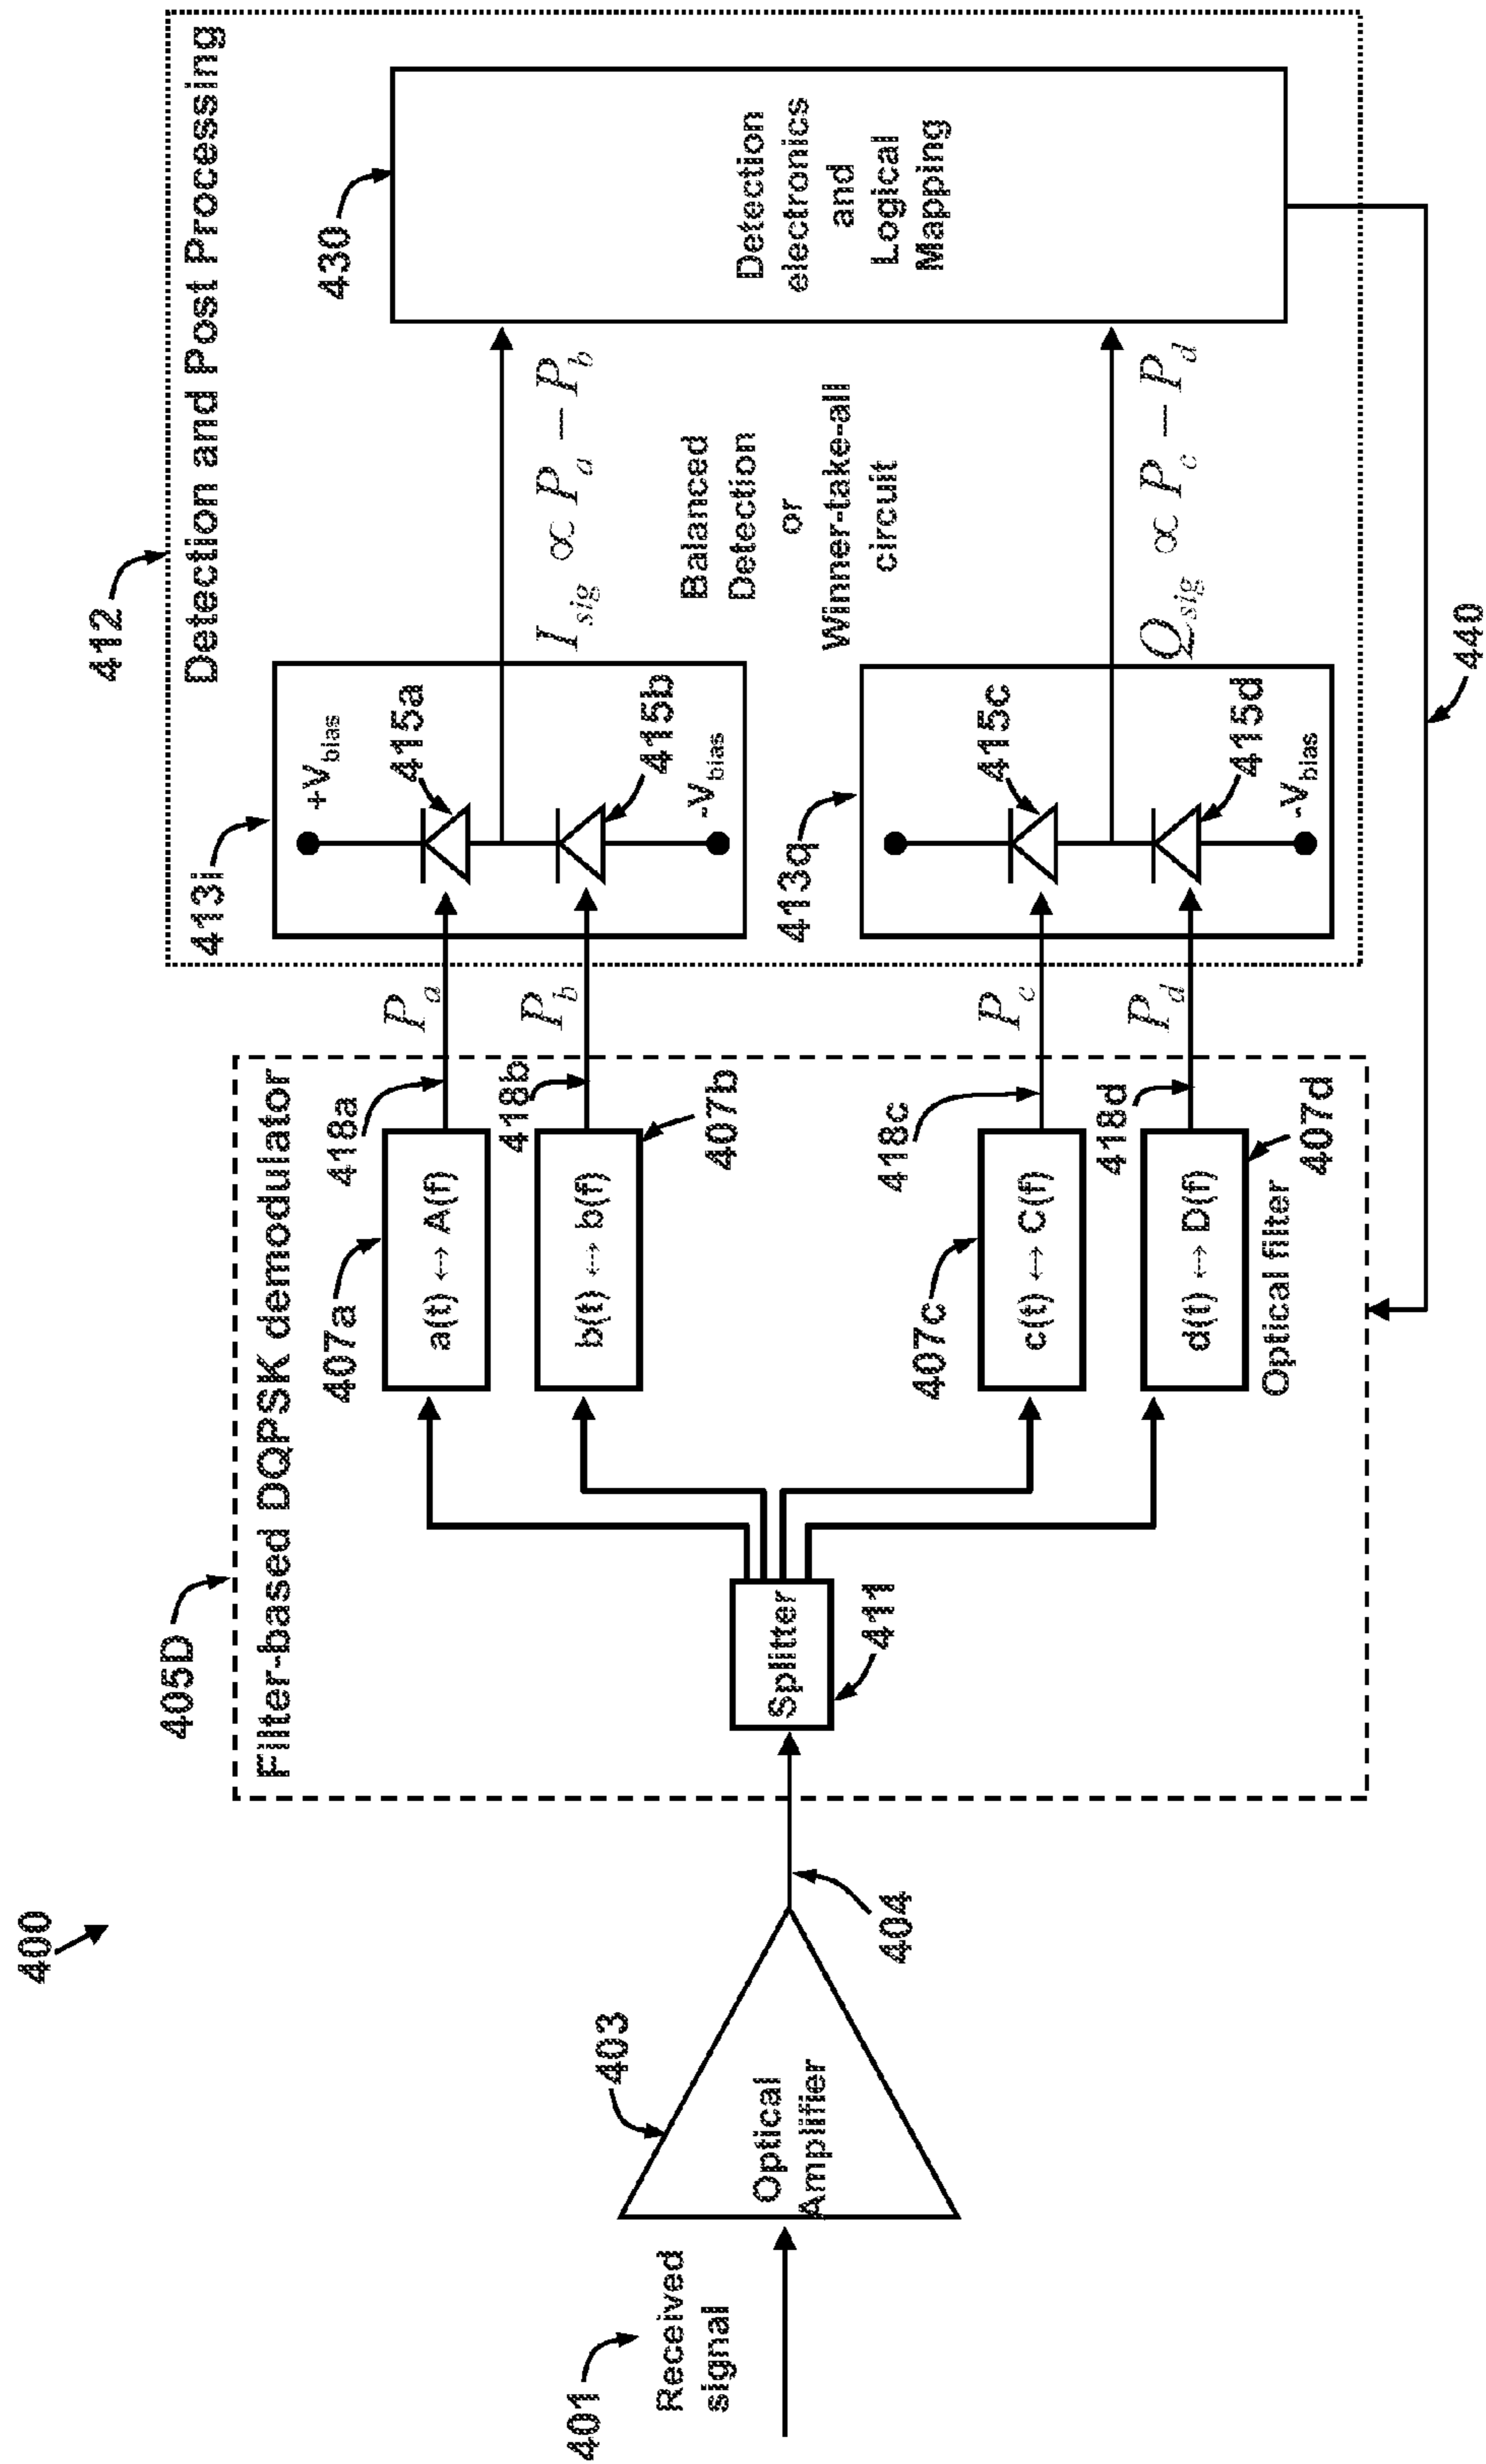 400
401
Received
signal
403
Optical
Amplifier
404
405D
Filter-based DQPSK demodulator
Splitter
411
407a
a(t) ↔ A(f)
418a
b(t) ↔ b(f)
418b
407b
407c
c(t) ↔ C(f)
418c
d(t) ↔ D(f)
418d
407d
Optical filter
P_a
P_b
P_c
P_d
412
Detection and Post Processing
413i
+V_bias
415a
415b
-V_bias
413q
415c
415d
-V_bias
I_sig ∝ P_a − P_b
Balanced
Detection
or
Winner-take-all
circuit
Q_sig ∝ P_c − P_d
430
Detection
electronics
and
Logical
Mapping
440